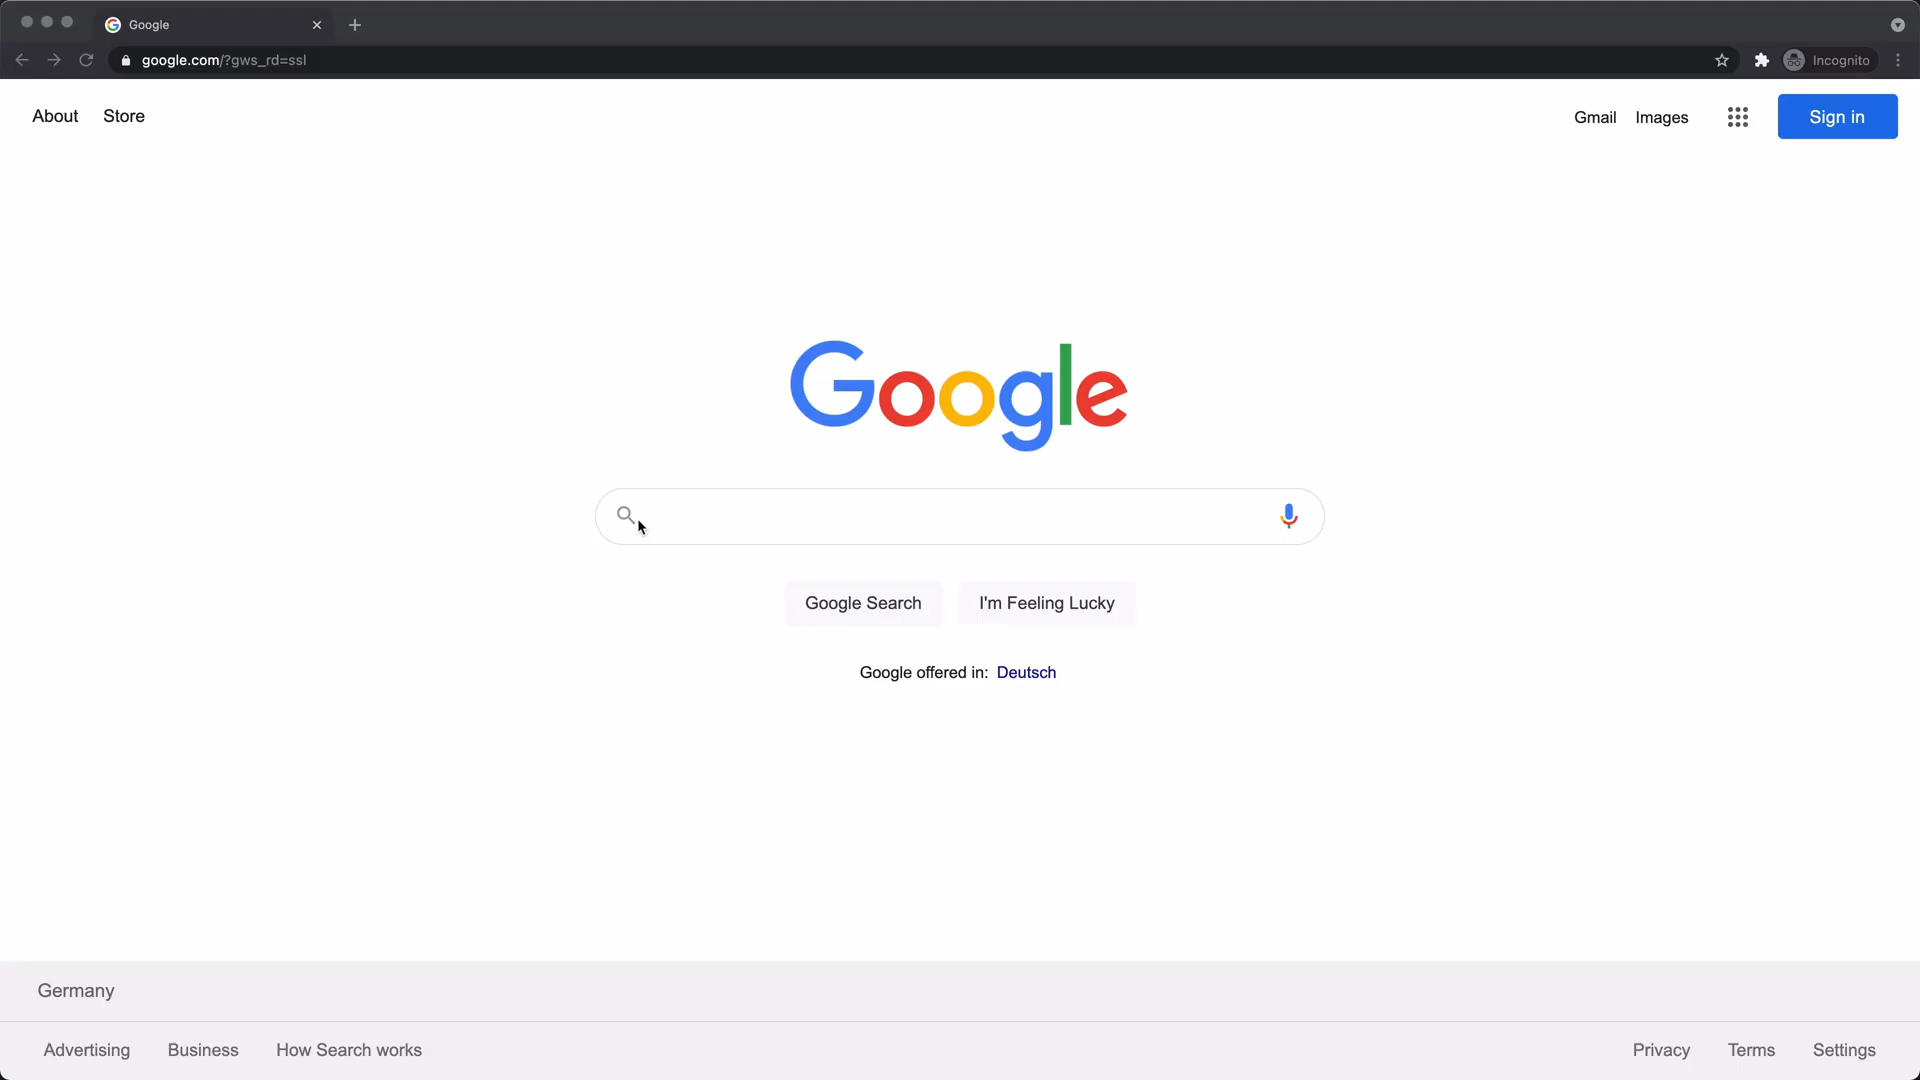 Google
google.com/?gws_rd=ssl
Incognito
About Store
Gmail Images Sign in
Google
Google Search I'm Feeling Lucky
Google offered in: Deutsch
Germany
Advertising Business How Search works
Privacy Terms Settings